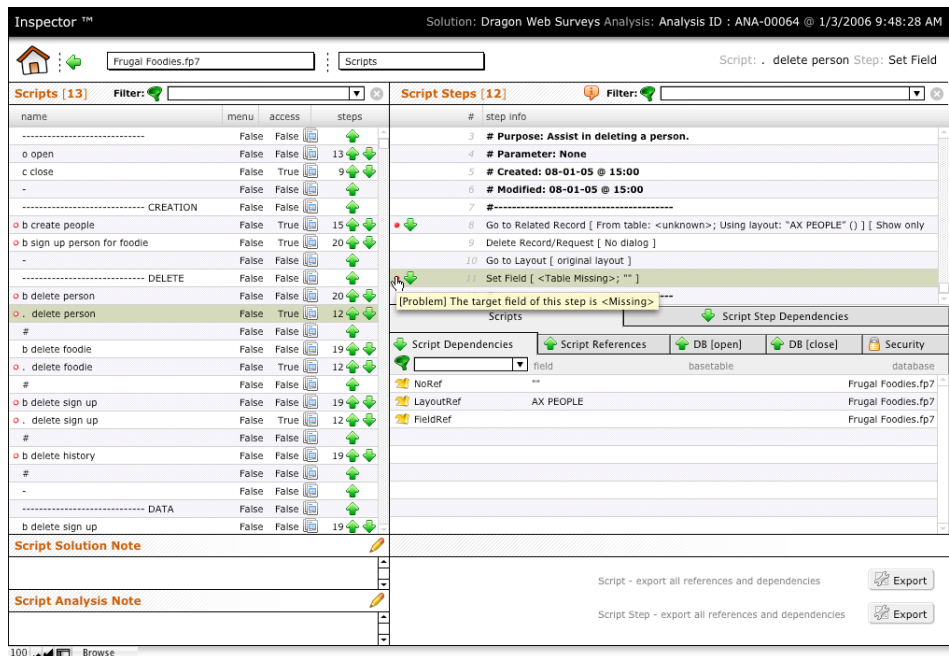 Inspector ™ Solution: Dragon Web Surveys Analysis: Analysis ID : ANA-00064 @ 1/3/2006 9:48:28 AM
Frugal Foodies.fp7 Scripts Script: . delete person Step: Set Field
Scripts [13] Filter:
name menu access steps
----------------------------- False False
o open False False 13
c close False True 9
- False False
----------------------------- CREATION False False
b create people False True 15
b sign up person for foodie False True 20
- False False
----------------------------- DELETE False False
b delete person False False 20
. delete person False True 12
# False False
b delete foodie False False 19
. delete foodie False True 12
# False False
b delete sign up False False 19
. delete sign up False True 12
# False False
b delete history False False 19
# False False
- False False
----------------------------- DATA False False
b delete sign up False False 19
Script Solution Note
Script Analysis Note
100 Browse
Script Steps [12] Filter:
# step info
3 # Purpose: Assist in deleting a person.
4 # Parameter: None
5 # Created: 08-01-05 @ 15:00
6 # Modified: 08-01-05 @ 15:00
7 #-----------------------------------------
8 Go to Related Record [ From table: <unknown>; Using layout: "AX PEOPLE" () ] [ Show only
9 Delete Record/Request [ No dialog ]
10 Go to Layout [ original layout ]
11 Set Field [ <Table Missing>; "" ]
[Problem] The target field of this step is <Missing>
Scripts Script Step Dependencies
Script Dependencies Script References DB [open] DB [close] Security
field basetable database
NoRef "" Frugal Foodies.fp7
LayoutRef AX PEOPLE Frugal Foodies.fp7
FieldRef Frugal Foodies.fp7
Script - export all references and dependencies Export
Script Step - export all references and dependencies Export